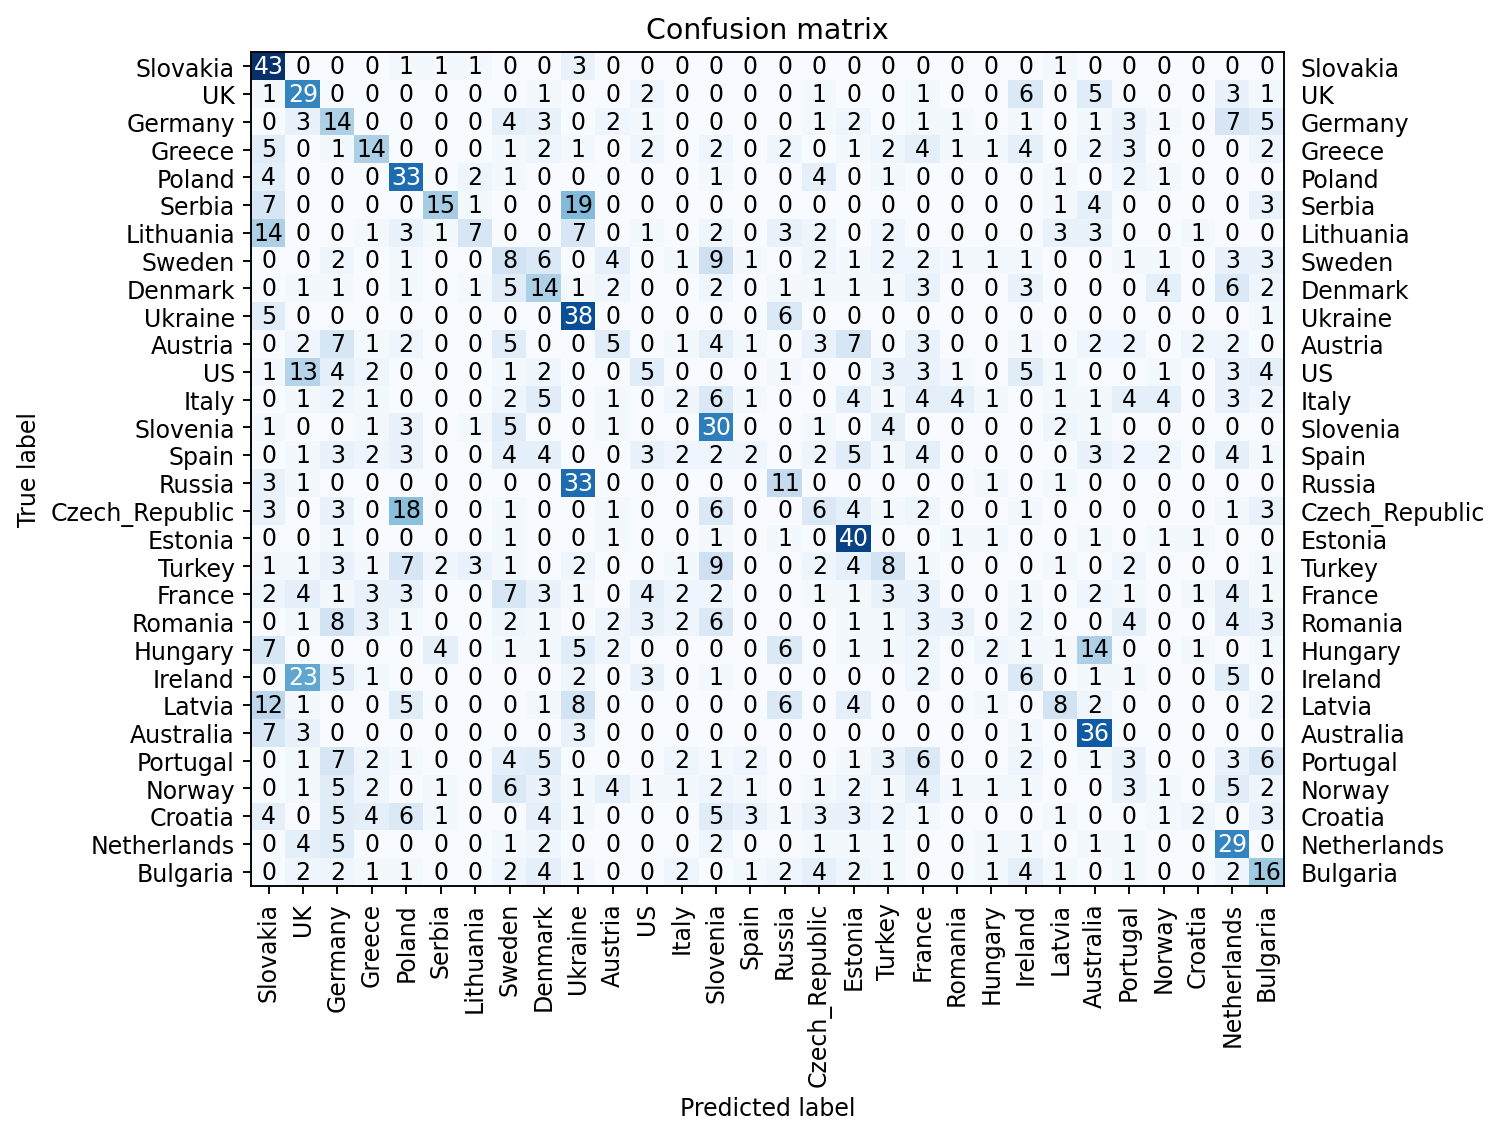 Confusion matrix
Slovakia 43 0 0 0 1 1 1 0 0 3 0 0 0 0 0 0 0 0 0 0 0 0 0 1 0 0 0 0 0 0 Slovakia
UK 1 29 0 0 0 0 0 0 1 0 0 2 0 0 0 0 1 0 0 1 0 0 6 0 5 0 0 0 3 1 UK
Germany 0 3 14 0 0 0 0 4 3 0 2 1 0 0 0 0 1 2 0 1 1 0 1 0 1 3 1 0 7 5 Germany
Greece 5 0 1 14 0 0 0 1 2 1 0 2 0 2 0 2 0 1 2 4 1 1 4 0 2 3 0 0 0 2 Greece
Poland 4 0 0 0 33 0 2 1 0 0 0 0 0 1 0 0 4 0 1 0 0 0 0 1 0 2 1 0 0 0 Poland
Serbia 7 0 0 0 0 15 1 0 0 19 0 0 0 0 0 0 0 0 0 0 0 0 0 1 4 0 0 0 0 3 Serbia
Lithuania 14 0 0 1 3 1 7 0 0 7 0 1 0 2 0 3 2 0 2 0 0 0 0 3 3 0 0 1 0 0 Lithuania
Sweden 0 0 2 0 1 0 0 8 6 0 4 0 1 9 1 0 2 1 2 2 1 1 1 0 0 1 1 0 3 3 Sweden
Denmark 0 1 1 0 1 0 1 5 14 1 2 0 0 2 0 1 1 1 1 3 0 0 3 0 0 0 4 0 6 2 Denmark
Ukraine 5 0 0 0 0 0 0 0 0 38 0 0 0 0 0 6 0 0 0 0 0 0 0 0 0 0 0 0 0 1 Ukraine
Austria 0 2 7 1 2 0 0 5 0 0 5 0 1 4 1 0 3 7 0 3 0 0 1 0 2 2 0 2 2 0 Austria
US 1 13 4 2 0 0 0 1 2 0 0 5 0 0 0 1 0 0 3 3 1 0 5 1 0 0 1 0 3 4 US
Italy 0 1 2 1 0 0 0 2 5 0 1 0 2 6 1 0 0 4 1 4 4 1 0 1 1 4 4 0 3 2 Italy
Slovenia 1 0 0 1 3 0 1 5 0 0 1 0 0 30 0 0 1 0 4 0 0 0 0 2 1 0 0 0 0 0 Slovenia
Spain 0 1 3 2 3 0 0 4 4 0 0 3 2 2 2 0 2 5 1 4 0 0 0 0 3 2 2 0 4 1 Spain
Russia 3 1 0 0 0 0 0 0 0 33 0 0 0 0 0 11 0 0 0 0 0 1 0 1 0 0 0 0 0 0 Russia
Czech_Republic 3 0 3 0 18 0 0 1 0 0 1 0 0 6 0 0 6 4 1 2 0 0 1 0 0 0 0 0 1 3 Czech_Republic
Estonia 0 0 1 0 0 0 0 1 0 0 1 0 0 1 0 1 0 40 0 0 1 1 0 0 1 0 1 1 0 0 Estonia
Turkey 1 1 3 1 7 2 3 1 0 2 0 0 1 9 0 0 2 4 8 1 0 0 0 1 0 2 0 0 0 1 Turkey
France 2 4 1 3 3 0 0 7 3 1 0 4 2 2 0 0 1 1 3 3 0 0 1 0 2 1 0 1 4 1 France
Romania 0 1 8 3 1 0 0 2 1 0 2 3 2 6 0 0 0 1 1 3 3 0 2 0 0 4 0 0 4 3 Romania
Hungary 7 0 0 0 0 4 0 1 1 5 2 0 0 0 0 6 0 1 1 2 0 2 1 1 14 0 0 1 0 1 Hungary
Ireland 0 23 5 1 0 0 0 0 0 2 0 3 0 1 0 0 0 0 0 2 0 0 6 0 1 1 0 0 5 0 Ireland
Latvia 12 1 0 0 5 0 0 0 1 8 0 0 0 0 0 6 0 4 0 0 0 1 0 8 2 0 0 0 0 2 Latvia
Australia 7 3 0 0 0 0 0 0 0 3 0 0 0 0 0 0 0 0 0 0 0 0 1 0 36 0 0 0 0 0 Australia
Portugal 0 1 7 2 1 0 0 4 5 0 0 0 2 1 2 0 0 1 3 6 0 0 2 0 1 3 0 0 3 6 Portugal
Norway 0 1 5 2 0 1 0 6 3 1 4 1 1 2 1 0 1 2 1 4 1 1 1 0 0 3 1 0 5 2 Norway
Croatia 4 0 5 4 6 1 0 0 4 1 0 0 0 5 3 1 3 3 2 1 0 0 0 1 0 0 1 2 0 3 Croatia
Netherlands 0 4 5 0 0 0 0 1 2 0 0 0 0 2 0 0 1 1 1 0 0 1 1 0 1 1 0 0 29 0 Netherlands
Bulgaria 0 2 2 1 1 0 0 2 4 1 0 0 2 0 1 2 4 2 1 0 0 1 4 1 0 1 0 0 2 16 Bulgaria
True label
Slovakia UK Germany Greece Poland Serbia Lithuania Sweden Denmark Ukraine Austria US Italy Slovenia Spain Russia Czech_Republic Estonia Turkey France Romania Hungary Ireland Latvia Australia Portugal Norway Croatia Netherlands Bulgaria
Predicted label